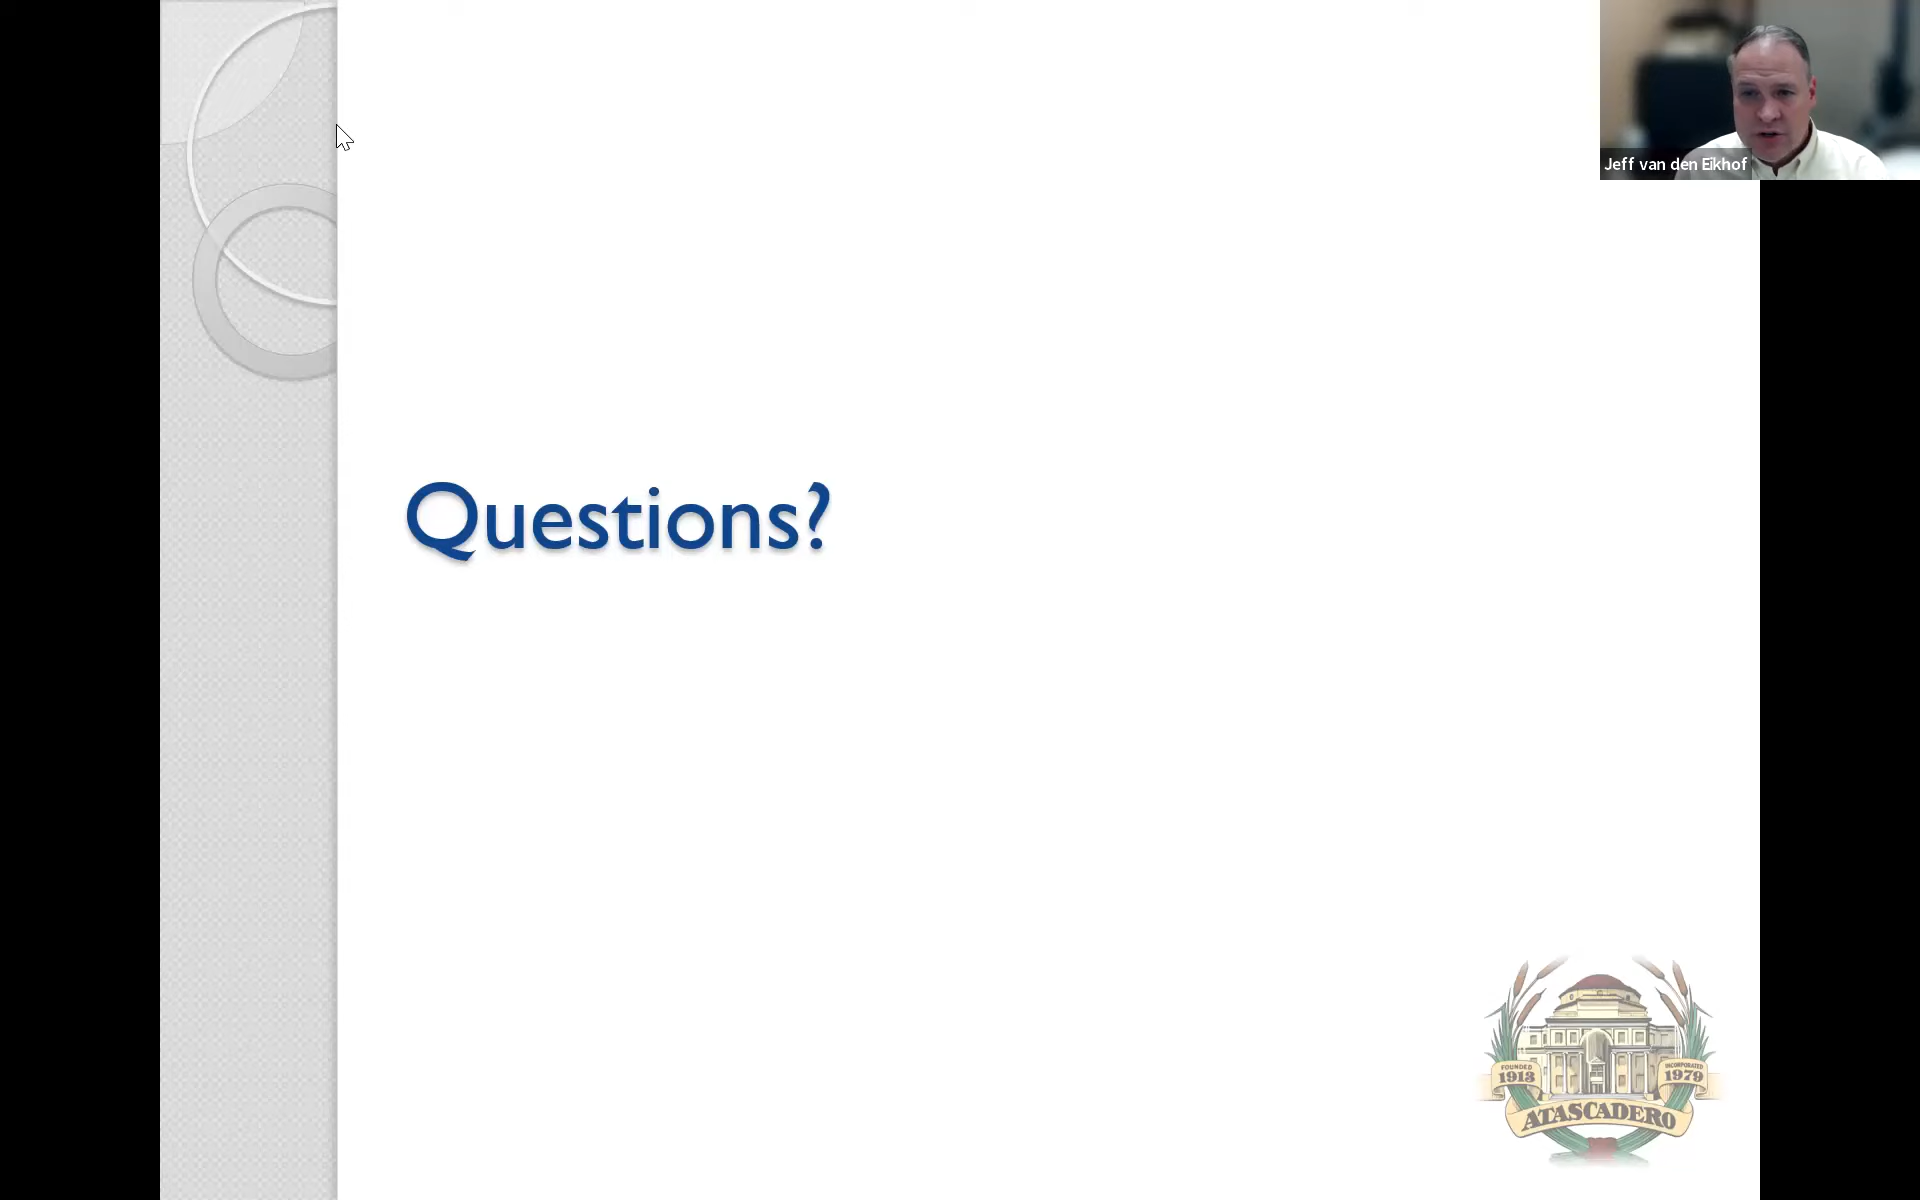 Jeff van den Eikhof
Questions?
FOUNDED
1913
INCORPORATED
1979
ATASCADERO